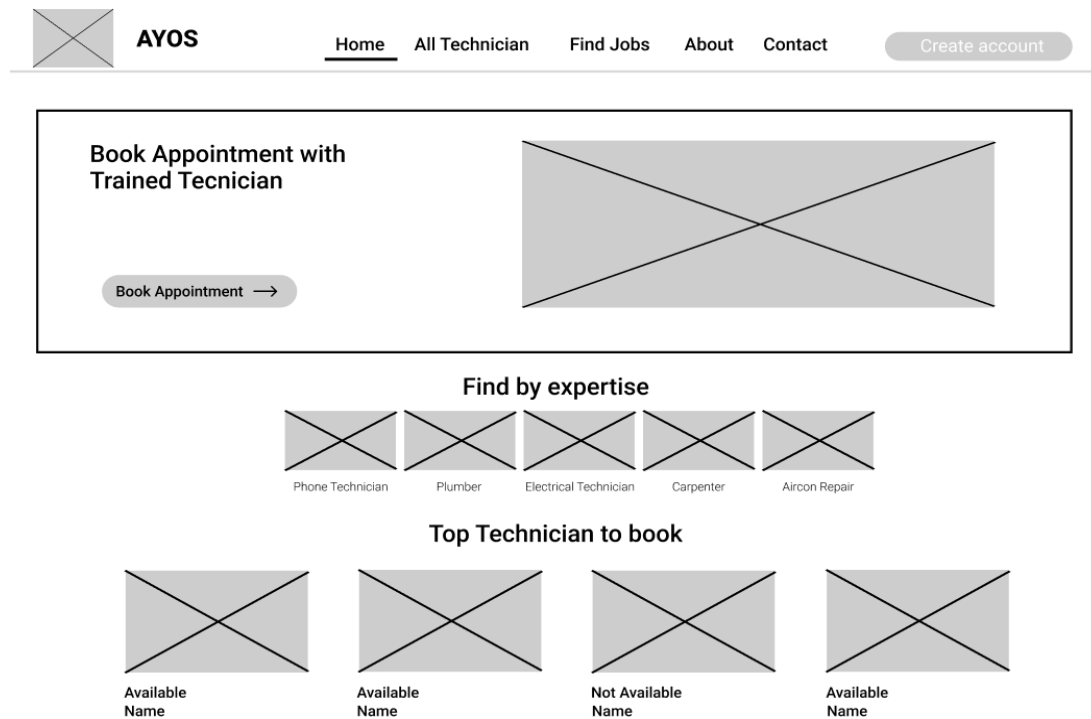 AYOS
Home All Technician Find Jobs About Contact Create account
Book Appointment with
Trained Tecnician
Book Appointment
Find by expertise
Phone Technician Plumber Electrical Technician Carpenter Aircon Repair
Top Technician to book
Available Available Not Available Available
Name Name Name Name